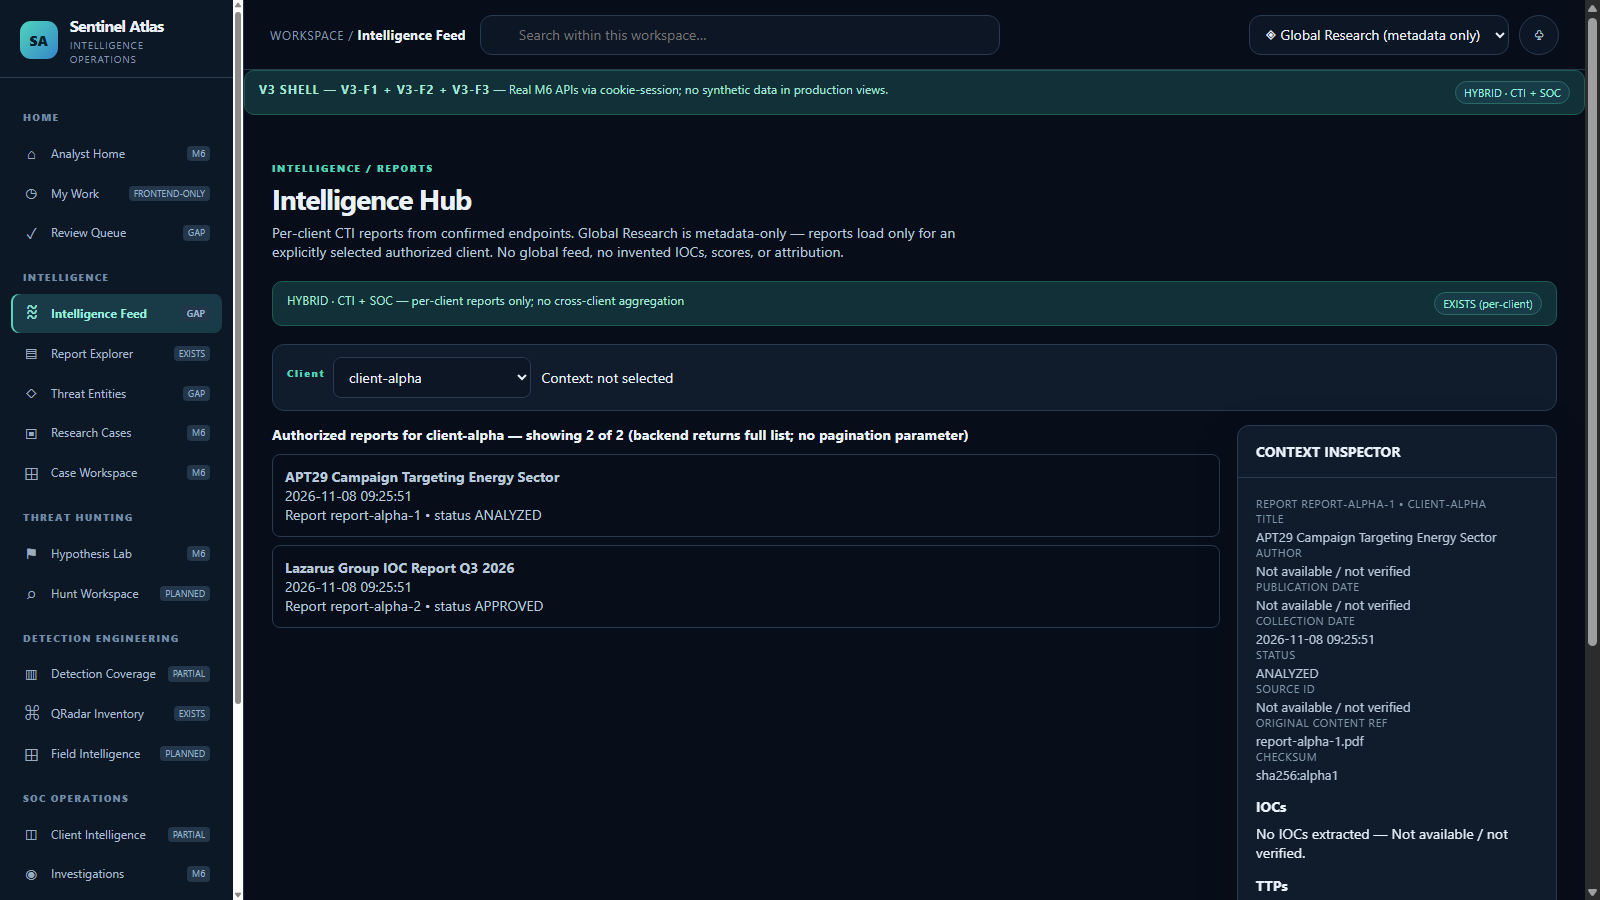 SA
Sentinel Atlas
INTELLIGENCE
OPERATIONS
HOME
Analyst Home M6
My Work FRONTEND-ONLY
Review Queue GAP
INTELLIGENCE
Intelligence Feed GAP
Report Explorer EXISTS
Threat Entities GAP
Research Cases M6
Case Workspace M6
THREAT HUNTING
Hypothesis Lab M6
Hunt Workspace PLANNED
DETECTION ENGINEERING
Detection Coverage PARTIAL
QRadar Inventory EXISTS
Field Intelligence PLANNED
SOC OPERATIONS
Client Intelligence PARTIAL
Investigations M6
WORKSPACE / Intelligence Feed
Search within this workspace...
◈ Global Research (metadata only)
V3 SHELL — V3-F1 + V3-F2 + V3-F3 — Real M6 APIs via cookie-session; no synthetic data in production views.
HYBRID · CTI + SOC
INTELLIGENCE / REPORTS
Intelligence Hub
Per-client CTI reports from confirmed endpoints. Global Research is metadata-only — reports load only for an
explicitly selected authorized client. No global feed, no invented IOCs, scores, or attribution.
HYBRID · CTI + SOC — per-client reports only; no cross-client aggregation
EXISTS (per-client)
Client client-alpha Context: not selected
Authorized reports for client-alpha — showing 2 of 2 (backend returns full list; no pagination parameter)
APT29 Campaign Targeting Energy Sector
2026-11-08 09:25:51
Report report-alpha-1 • status ANALYZED
Lazarus Group IOC Report Q3 2026
2026-11-08 09:25:51
Report report-alpha-2 • status APPROVED
CONTEXT INSPECTOR
REPORT REPORT-ALPHA-1 • CLIENT-ALPHA
TITLE
APT29 Campaign Targeting Energy Sector
AUTHOR
Not available / not verified
PUBLICATION DATE
Not available / not verified
COLLECTION DATE
2026-11-08 09:25:51
STATUS
ANALYZED
SOURCE ID
Not available / not verified
ORIGINAL CONTENT REF
report-alpha-1.pdf
CHECKSUM
sha256:alpha1
IOCs
No IOCs extracted — Not available / not
verified.
TTPs